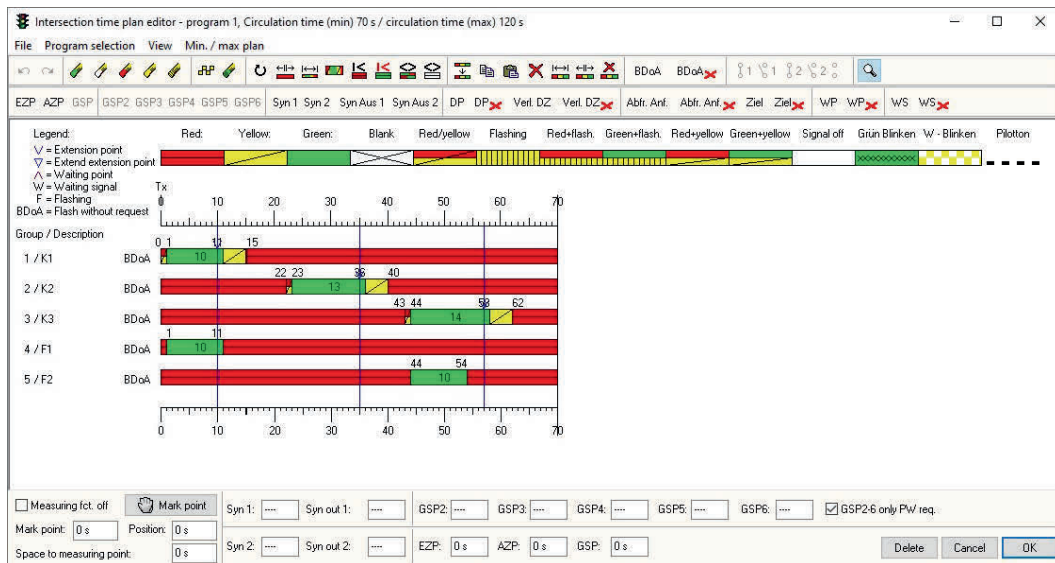 Intersection time plan editor - program 1, Circulation time (min) 70 s / circulation time (max) 120 s
File Program selection View Min. / max plan
BDoA BDoA 1 1 2 2
EZP AZP GSP GSP2 GSP3 GSP4 GSP5 GSP6 Syn 1 Syn 2 Syn Aus 1 Syn Aus 2 DP DP Verl. DZ Verl. DZ Abfr. Anf. Abfr. Anf. Ziel Ziel WP WP WS WS
Legend: Red: Yellow: Green: Blank Red/yellow Flashing Red+flash. Green+flash. Red+yellow Green+yellow Signal off Grün Blinken W - Blinken Pilotton
V = Extension point
∇ = Extend extension point
Λ = Waiting point
W = Waiting signal
F = Flashing
BDoA = Flash without request
Tx
0 10 20 30 40 50 60 70
Group / Description
0 1 11 15
1 / K1 BDoA 10
22 23 36 40
2 / K2 BDoA 13
43 44 58 62
3 / K3 BDoA 14
1 11
4 / F1 BDoA 10
44 54
5 / F2 BDoA 10
0 10 20 30 40 50 60 70
Measuring fct. off Mark point Syn 1: ---- Syn out 1: ---- GSP2: ---- GSP3: ---- GSP4: ---- GSP5: ---- GSP6: ---- GSP2-6 only PW req.
Mark point: 0 s Position: 0 s
Space to measuring point: 0 s Syn 2: ---- Syn out 2: ---- EZP: 0 s AZP: 0 s GSP: 0 s Delete Cancel OK